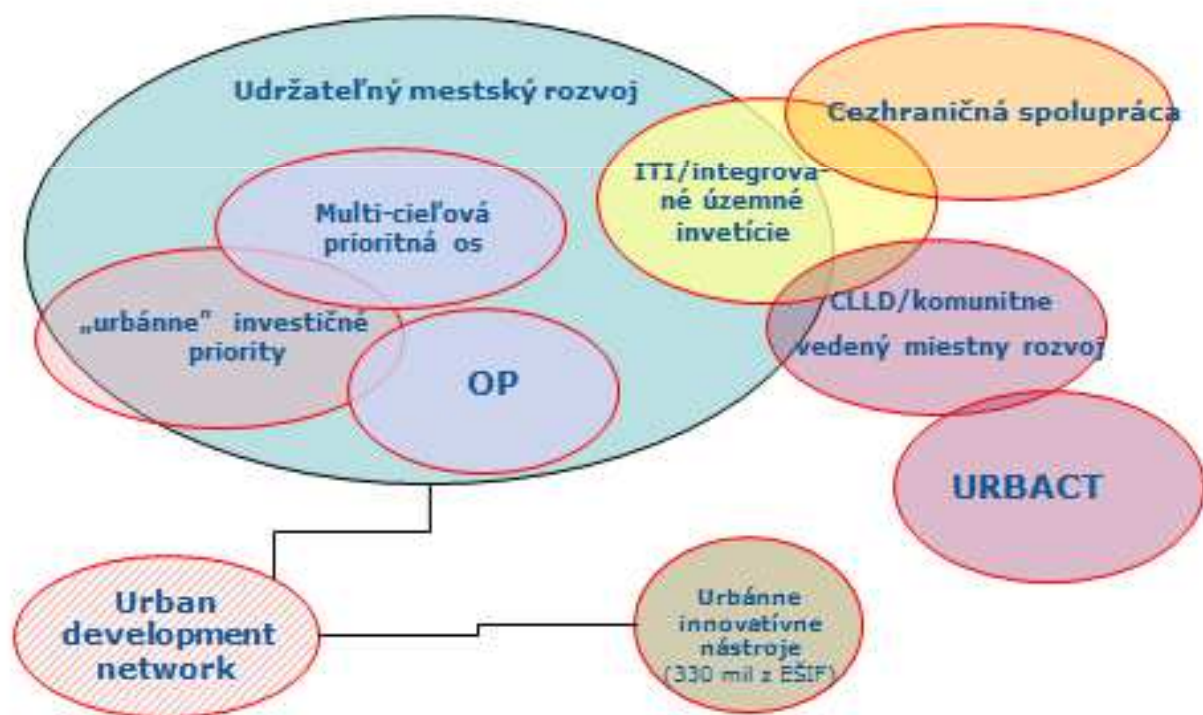 Udržateľný mestský rozvoj
Cezhraničná spolupráca
ITI/integrova-
né územné
invetície
Multi-cieľová
prioritná os
„urbánne" investičné
priority
OP
CLLD/komunitne
vedený miestny rozvoj
URBACT
Urban
development
network
Urbánne
innovatívne
nástroje
(330 mil z EŠIF)